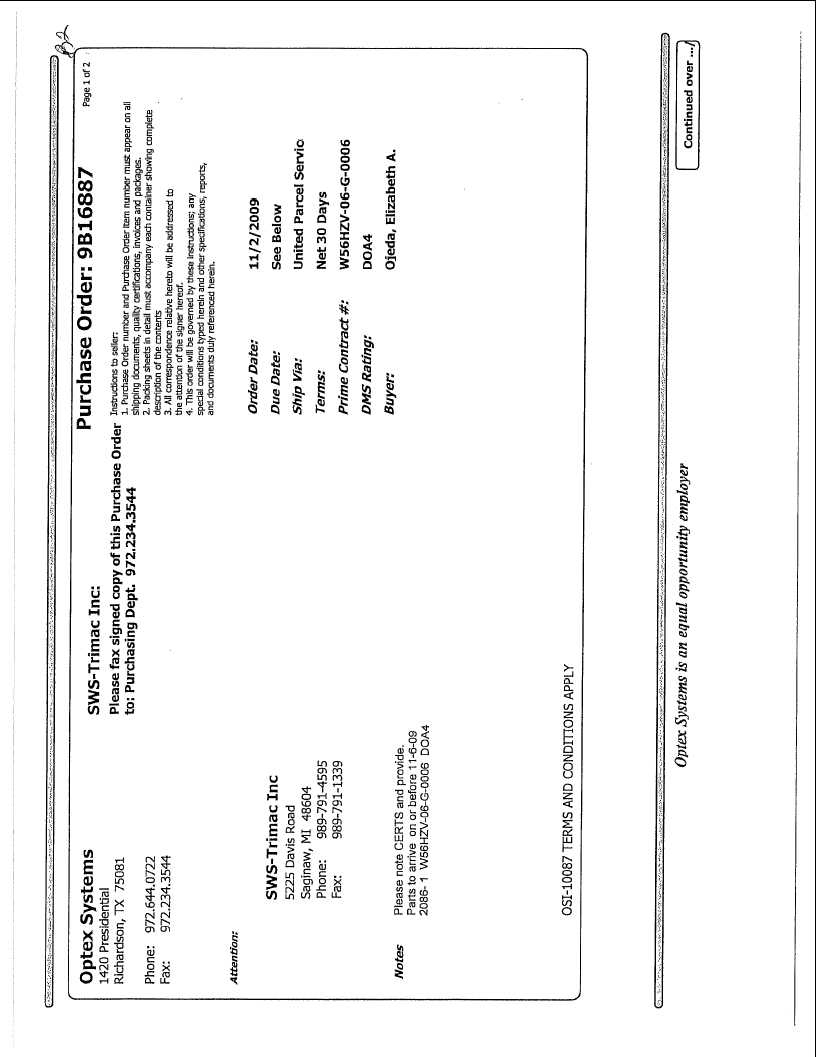 Optex Systems
1420 Presidential
Richardson, TX 75081
Phone: 972.644.0722
Fax: 972.234.3544
SWS-Trimac Inc:
Please fax signed copy of this Purchase Order
to: Purchasing Dept. 972.234.3544
Purchase Order: 9B16887
Page 1 of 2
Instructions to seller:
1. Purchase Order number and Purchase Order item number must appear on all
shipping documents, quality certifications, invoices and packages.
2. Packing sheets in detail must accompany each container showing complete
description of the contents
3. All correspondence relative hereto will be addressed to
the attention of the signer hereof.
4. This order will be governed by these instructions; any
special conditions typed herein and other specifications, reports,
and documents duly referenced herein.
Attention:
SWS-Trimac Inc
5225 Davis Road
Saginaw, MI 48604
Phone: 989-791-4595
Fax: 989-791-1339
Order Date: 11/2/2009
Due Date: See Below
Ship Via: United Parcel Servic
Terms: Net 30 Days
Prime Contract #: W56HZV-06-G-0006
DMS Rating: DOA4
Buyer: Ojeda, Elizabeth A.
Notes Please note CERTS and provide.
Parts to arrive on or before 11-6-09
2086- 1 W56HZV-06-G-0006 DOA4
OSI-10087 TERMS AND CONDITIONS APPLY
Continued over .../
Optex Systems is an equal opportunity employer